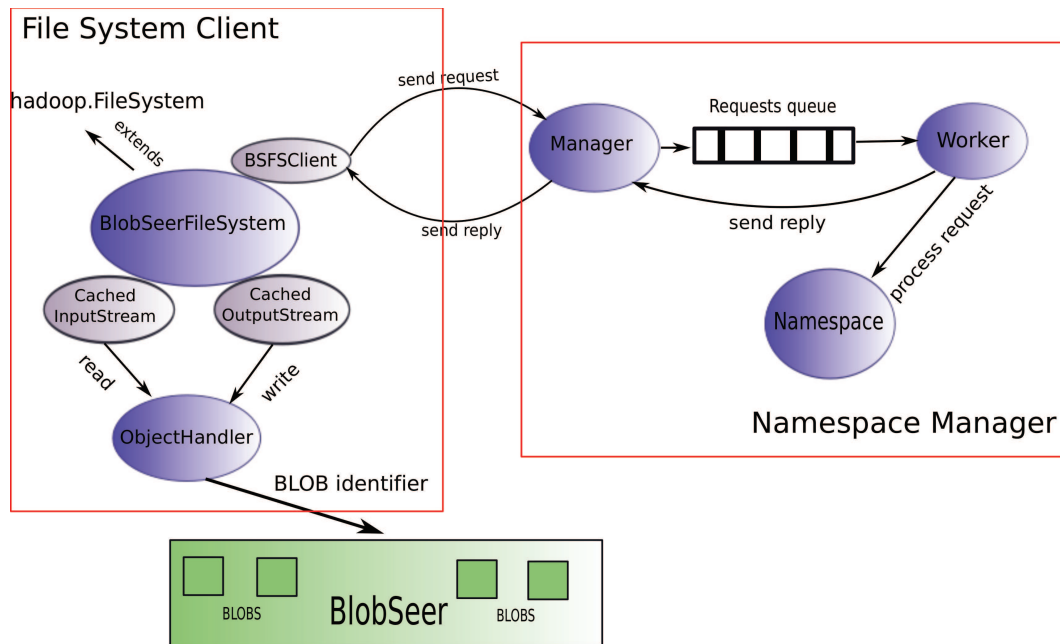 File System Client
hadoop.FileSystem
extends
BSFSClient
BlobSeerFileSystem
Cached
InputStream
Cached
OutputStream
read
write
ObjectHandler
BLOB identifier
send request
send reply
Manager
Requests queue
Worker
send reply
process request
Namespace
Namespace Manager
BLOBS
BlobSeer
BLOBS